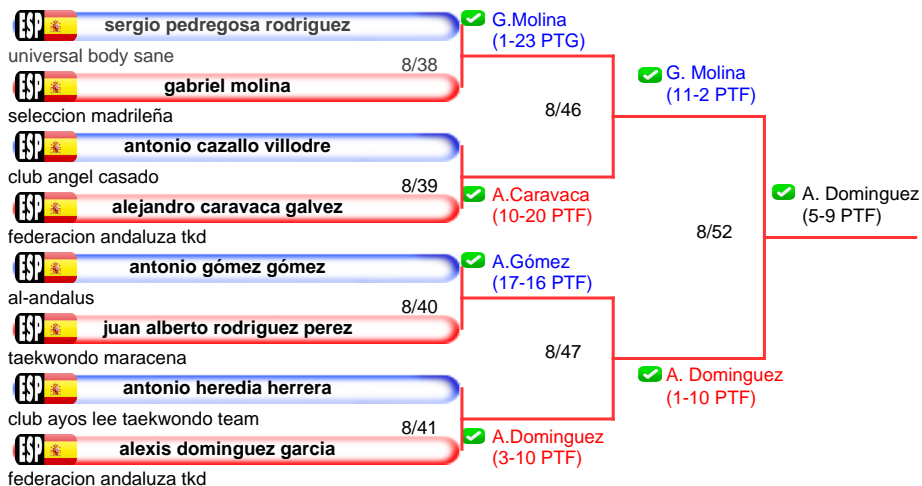 ESP sergio pedregosa rodriguez
universal body sane
8/38
ESP gabriel molina
seleccion madrileña
G.Molina
(1-23 PTG)
ESP antonio cazallo villodre
club angel casado
8/39
ESP alejandro caravaca galvez
federacion andaluza tkd
A.Caravaca
(10-20 PTF)
8/46
G. Molina
(11-2 PTF)
ESP antonio gómez gómez
al-andalus
8/40
ESP juan alberto rodriguez perez
taekwondo maracena
A.Gómez
(17-16 PTF)
ESP antonio heredia herrera
club ayos lee taekwondo team
8/41
ESP alexis dominguez garcia
federacion andaluza tkd
A.Dominguez
(3-10 PTF)
8/47
A. Dominguez
(1-10 PTF)
8/52
A. Dominguez
(5-9 PTF)